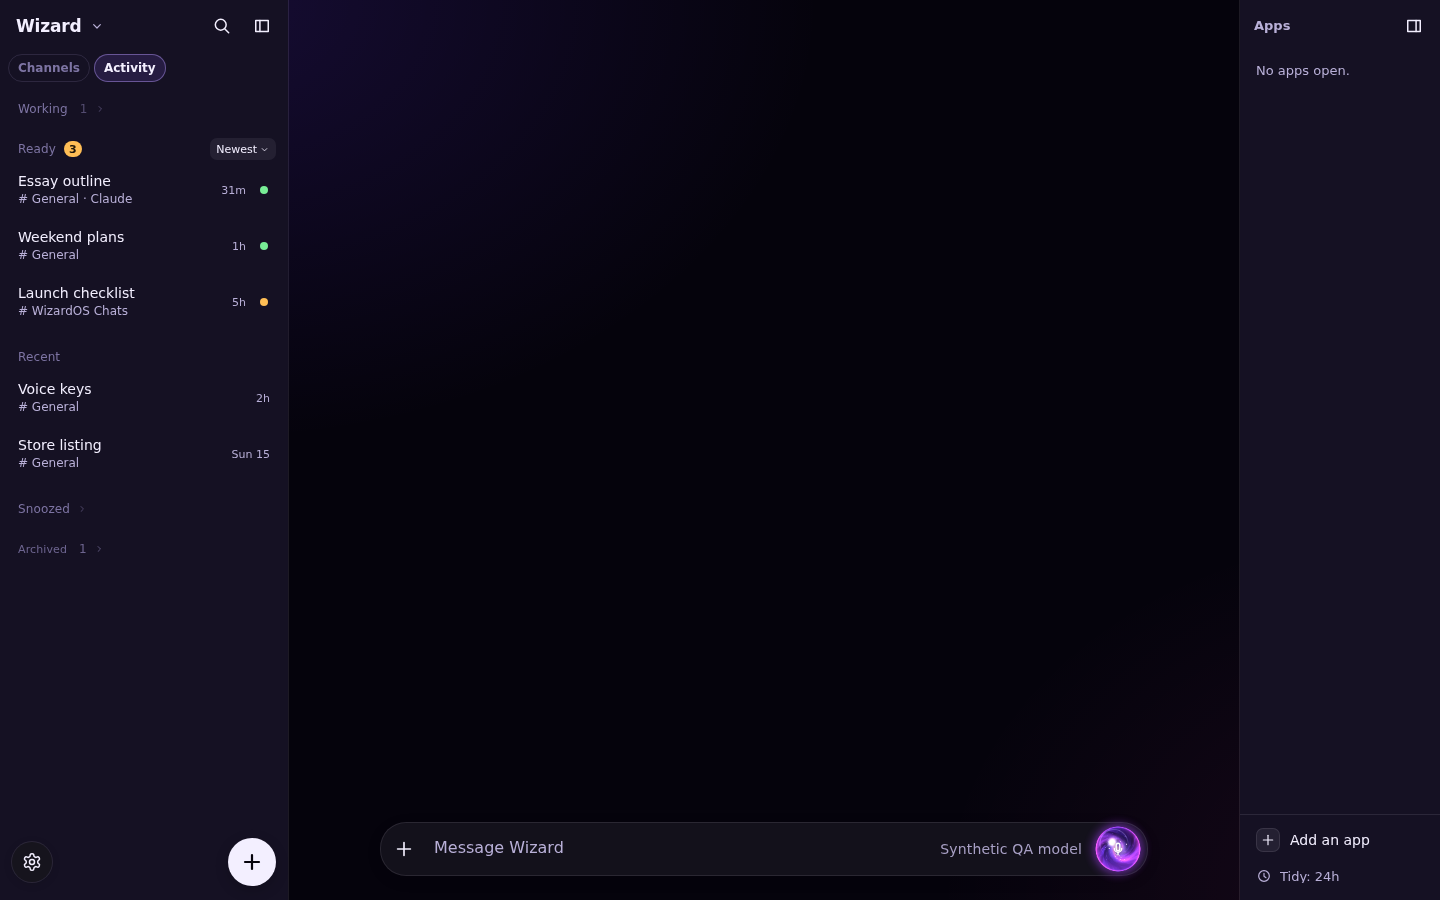 Wizard
Channels
Activity
Working 1
Ready 3
Newest
Essay outline
31m
# General · Claude
Weekend plans
1h
# General
Launch checklist
5h
# WizardOS Chats
Recent
Voice keys
2h
# General
Store listing
Sun 15
# General
Snoozed
Archived 1
Message Wizard
Synthetic QA model
Apps
No apps open.
Add an app
Tidy: 24h